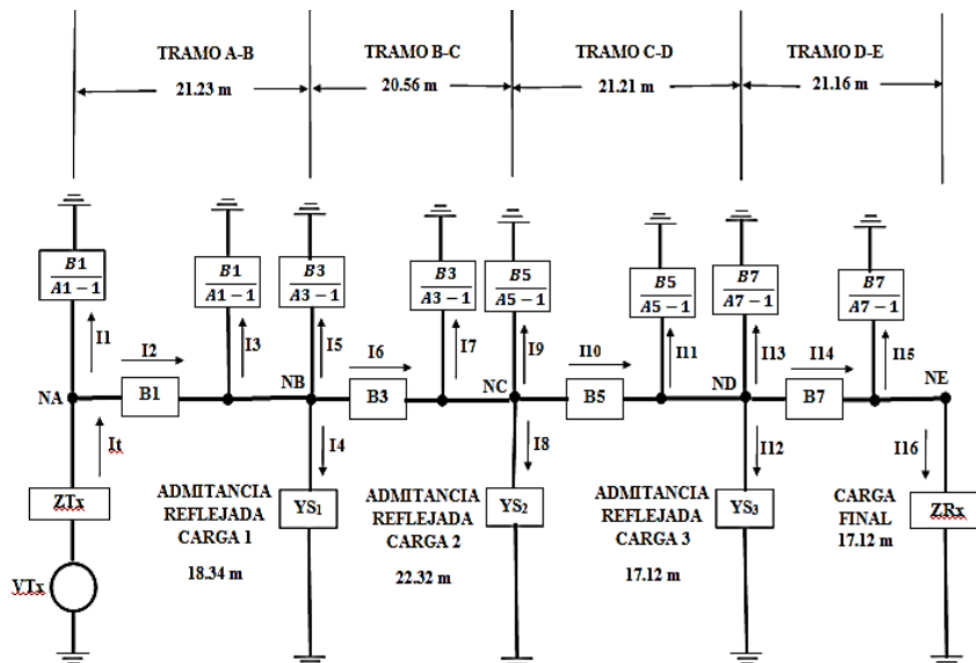 TRAMO A-B
TRAMO B-C
TRAMO C-D
TRAMO D-E
21.23 m
20.56 m
21.21 m
21.16 m
B1
A1 − 1
B1
A1 − 1
B3
A3 − 1
B3
A3 − 1
B5
A5 − 1
B5
A5 − 1
B7
A7 − 1
B7
A7 − 1
I1
I2
I3
I5
I6
I7
I9
I10
I11
I13
I14
I15
NA
B1
NB
B3
NC
B5
ND
B7
NE
It
I4
I8
I12
I16
ZTx
ADMITANCIA
REFLEJADA
CARGA 1
YS₁
ADMITANCIA
REFLEJADA
CARGA 2
YS₂
ADMITANCIA
REFLEJADA
CARGA 3
YS₃
CARGA
FINAL
17.12 m
ZRx
18.34 m
22.32 m
17.12 m
VTx